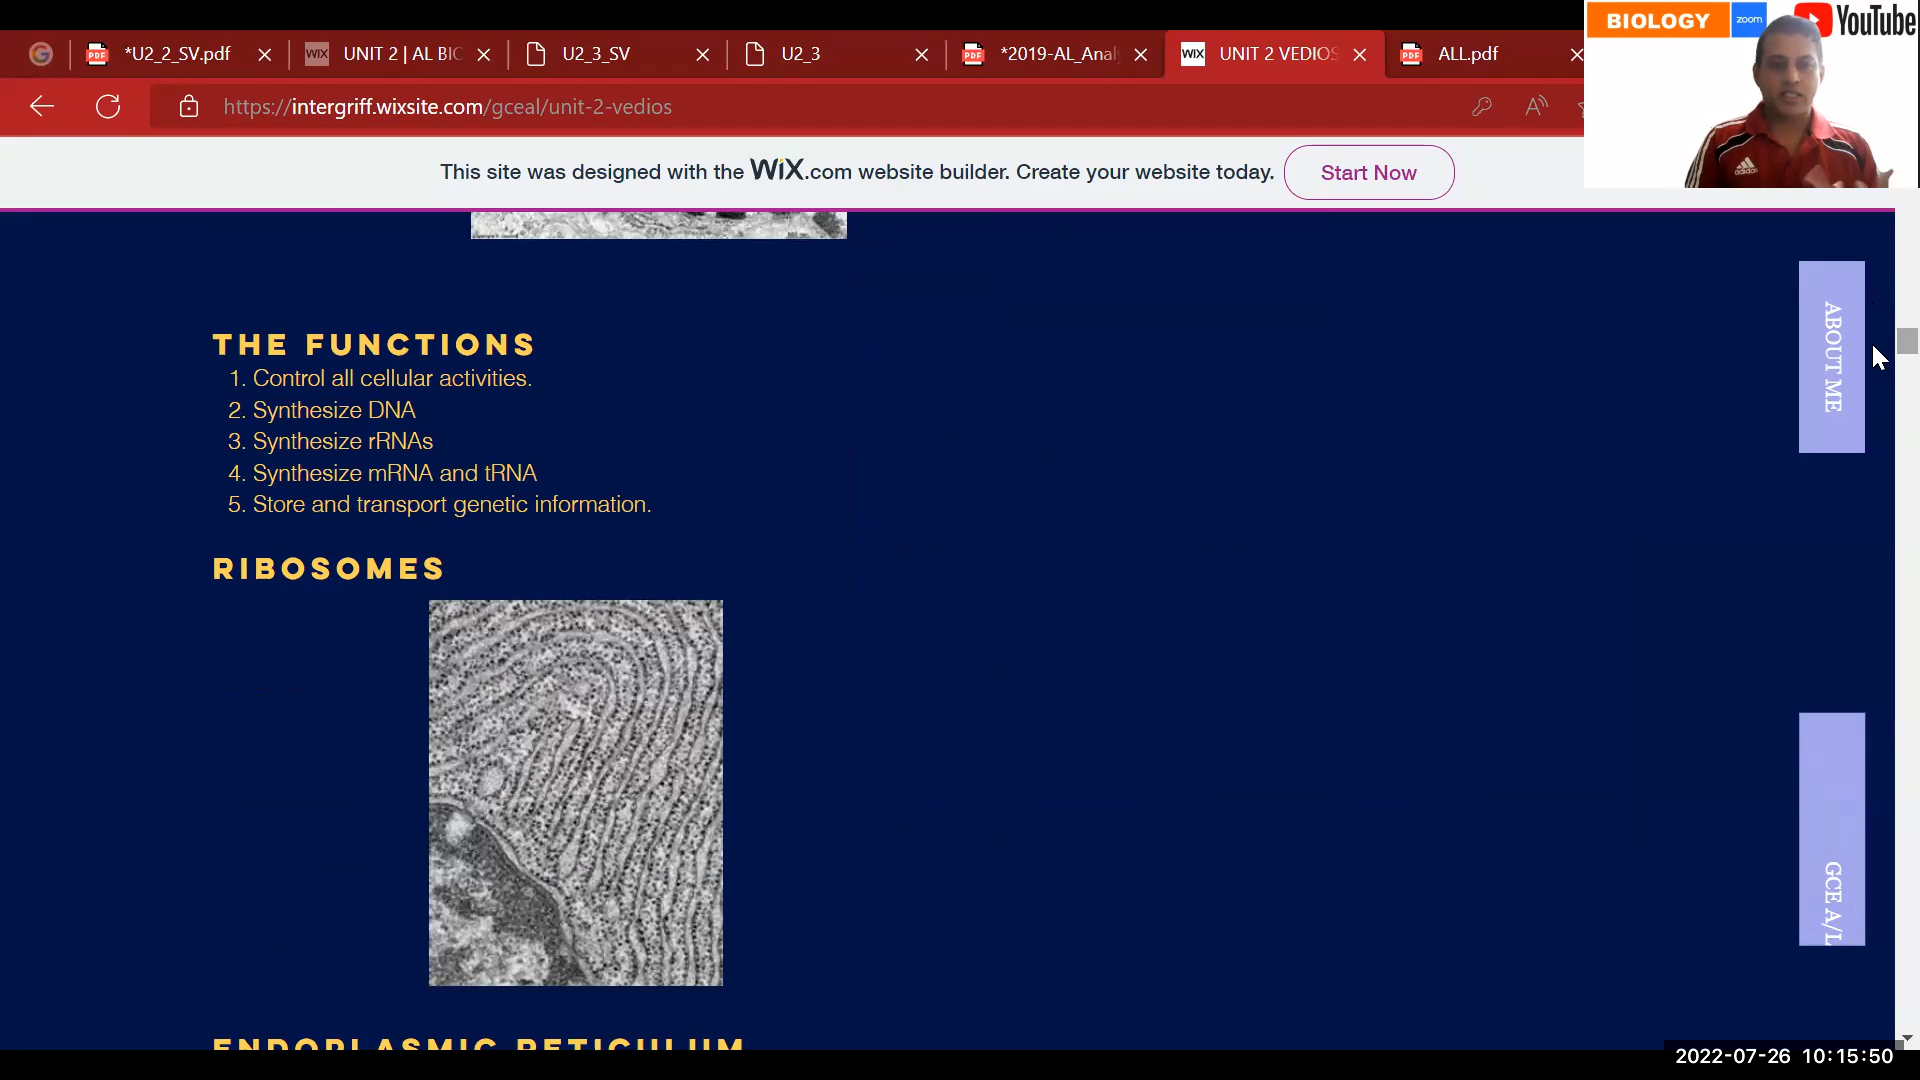 BIOLOGY zoom YouTube
*U2_2_SV.pdf WIX UNIT 2 | AL BIC U2_3_SV U2_3 *2019-AL_Anal WIX UNIT 2 VEDIOS ALL.pdf
https://intergriff.wixsite.com/gceal/unit-2-vedios
This site was designed with the WiX.com website builder. Create your website today. Start Now
adidas
THE FUNCTIONS
1. Control all cellular activities.
2. Synthesize DNA
3. Synthesize rRNAs
4. Synthesize mRNA and tRNA
5. Store and transport genetic information.
ABOUT ME
RIBOSOMES
GCE A/L
ENDOPLASMIC RETICULUM
2022-07-26 10:15:50